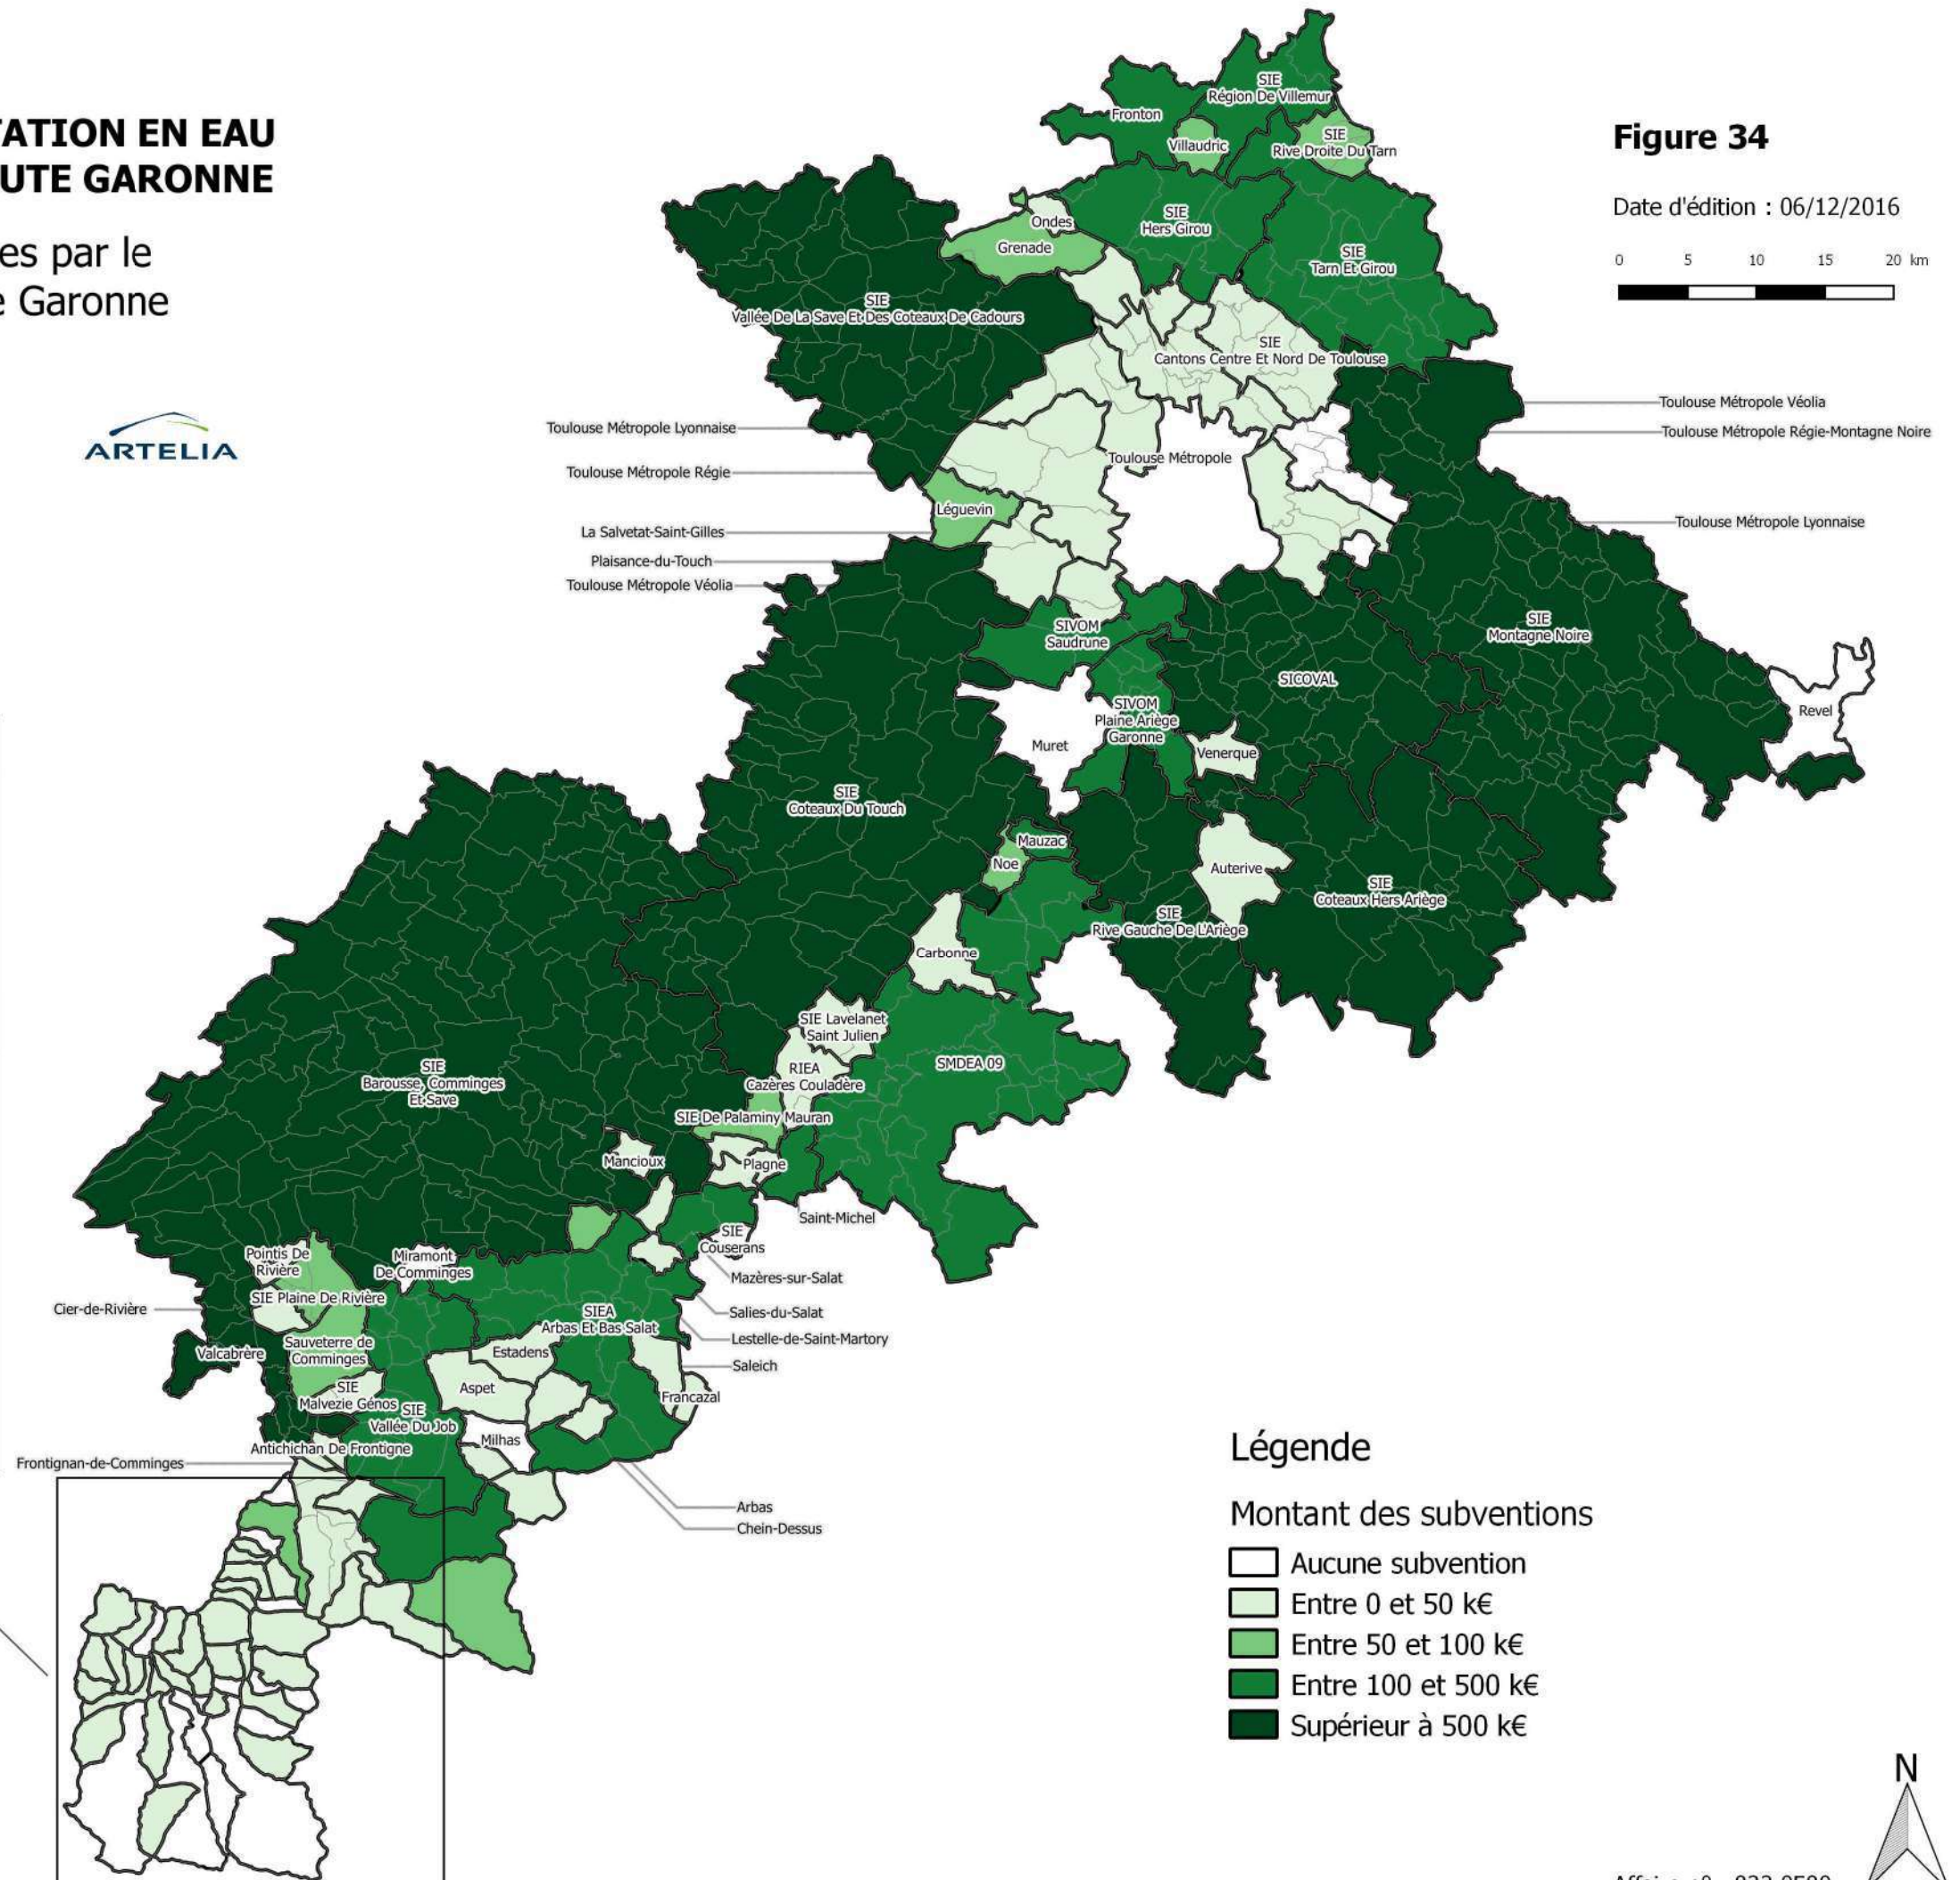 TATION EN EAU
UTE GARONNE
es par le
e Garonne
ARTELIA
Figure 34
Date d'édition : 06/12/2016
0 5 10 15 20 km
SIE
Région De Villemur
Fronton
Villaudric
SIE
Rive Droite Du Tarn
Ondes
Grenade
SIE
Hers Girou
SIE
Tarn Et Girou
SIE
Vallée De La Save Et Des Coteaux De Cadours
SIE
Cantons Centre Et Nord De Toulouse
Toulouse Métropole Véolia
Toulouse Métropole Régie-Montagne Noire
Toulouse Métropole Lyonnaise
Toulouse Métropole
Toulouse Métropole Régie
Léguevin
La Salvetat-Saint-Gilles
Toulouse Métropole Lyonnaise
Plaisance-du-Touch
Toulouse Métropole Véolia
SIVOM
Saudrune
SIE
Montagne Noire
SICOVAL
SIVOM
Plaine Ariège
Garonne
Revel
Muret
Venerque
SIE
Coteaux Du Touch
Mauzac
Noe
Auterive
SIE
Coteaux Hers Ariège
SIE
Rive Gauche De L'Ariège
Carbonne
SIE Lavelanet
Saint Julien
SMDEA 09
RIEA
Cazères Couladère
SIE
Barousse, Comminges
Et Save
SIE De Palaminy Mauran
Mancioux
Plagne
Saint-Michel
SIE
Couserans
Pointis De
Rivière
Miramont
De Comminges
Mazères-sur-Salat
SIE Plaine De Rivière
Cier-de-Rivière
Salies-du-Salat
SIEA
Arbas Et Bas Salat
Lestelle-de-Saint-Martory
Sauveterre de
Comminges
Valcabrère
Estadens
Saleich
SIE
Malvezie Génos
Aspet
Francazal
SIE
Vallée Du Job
Milhas
Antichichan De Frontigne
Frontignan-de-Comminges
Arbas
Chein-Dessus
Légende
Montant des subventions
Aucune subvention
Entre 0 et 50 k€
Entre 50 et 100 k€
Entre 100 et 500 k€
Supérieur à 500 k€
N